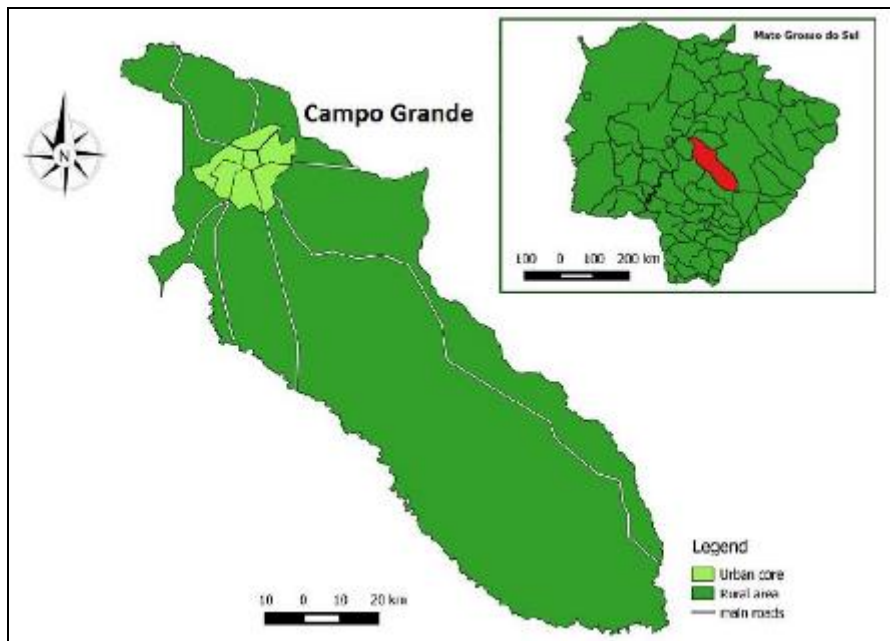 Mato Grosso do Sul
Campo Grande
N
100 0 100 200 km
Legend
Urban core
Rural area
main roads
10 0 10 20 km